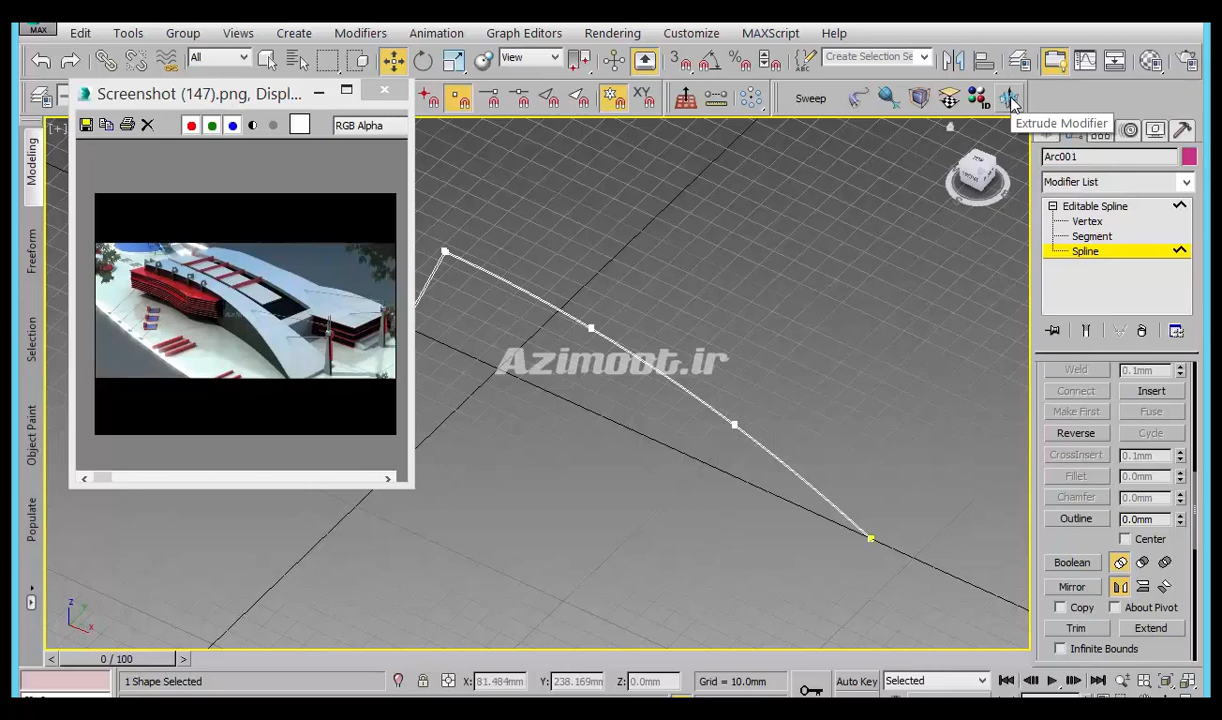 MAX
Edit Tools Group Views Create Modifiers Animation Graph Editors Rendering Customize MAXScript Help
All View Create Selection Se
Screenshot (147).png, Displ...
XY Sweep ID
Extrude Modifier
RGB Alpha
[+]
Modeling
Freeform
Selection
Object Paint
Populate
Azimoot.ir
Arc001
Modifier List
Editable Spline
Vertex
Segment
Spline
Weld 0.1mm
Connect Insert
Make First Fuse
Reverse Cycle
CrossInsert 0.1mm
Fillet 0.0mm
Chamfer 0.0mm
Outline 0.0mm
Center
Boolean
Mirror
Copy About Pivot
Trim Extend
Infinite Bounds
z
x
0 / 100
1 Shape Selected X: 81.484mm Y: 238.169mm Z: 0.0mm Grid = 10.0mm Auto Key Selected